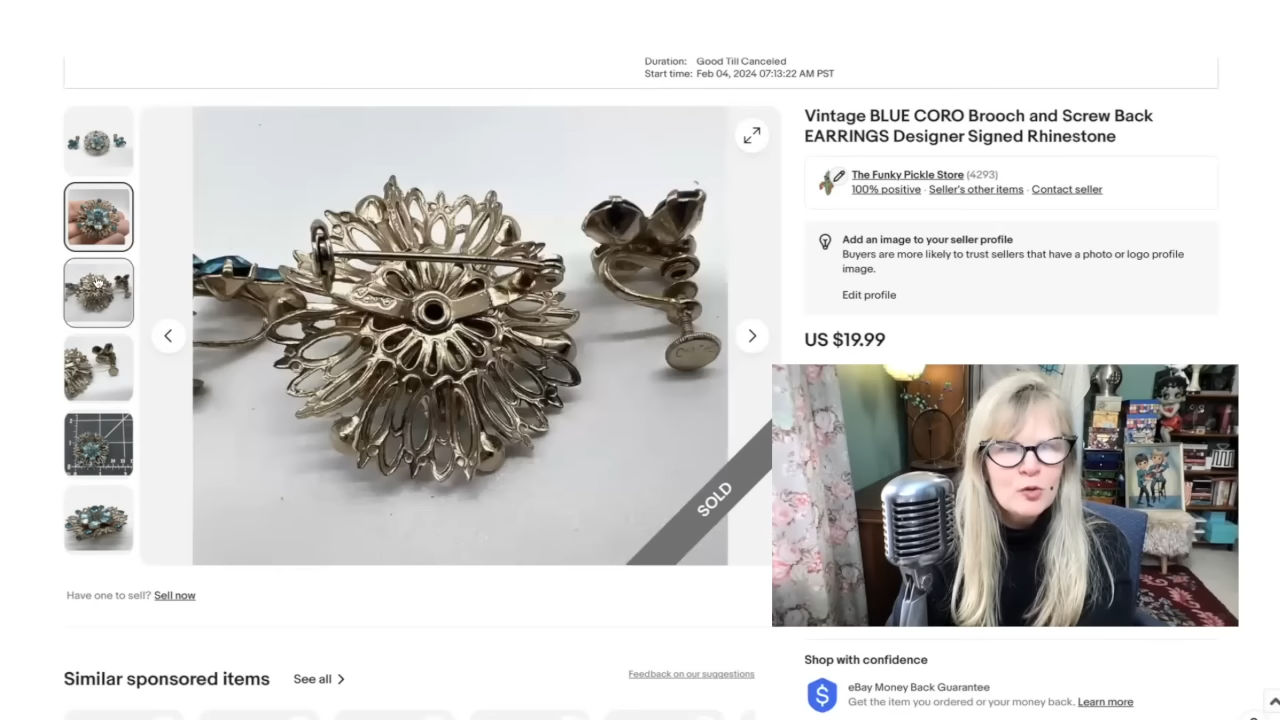 Duration: Good Till Canceled
Start time: Feb 04, 2024 07:13:22 AM PST
Vintage BLUE CORO Brooch and Screw Back
EARRINGS Designer Signed Rhinestone
The Funky Pickle Store (4293)
100% positive · Seller's other items · Contact seller
Add an image to your seller profile
Buyers are more likely to trust sellers that have a photo or logo profile
image.
Edit profile
US $19.99
SOLD
Have one to sell? Sell now
Similar sponsored items See all
Feedback on our suggestions
Shop with confidence
eBay Money Back Guarantee
Get the item you ordered or your money back. Learn more